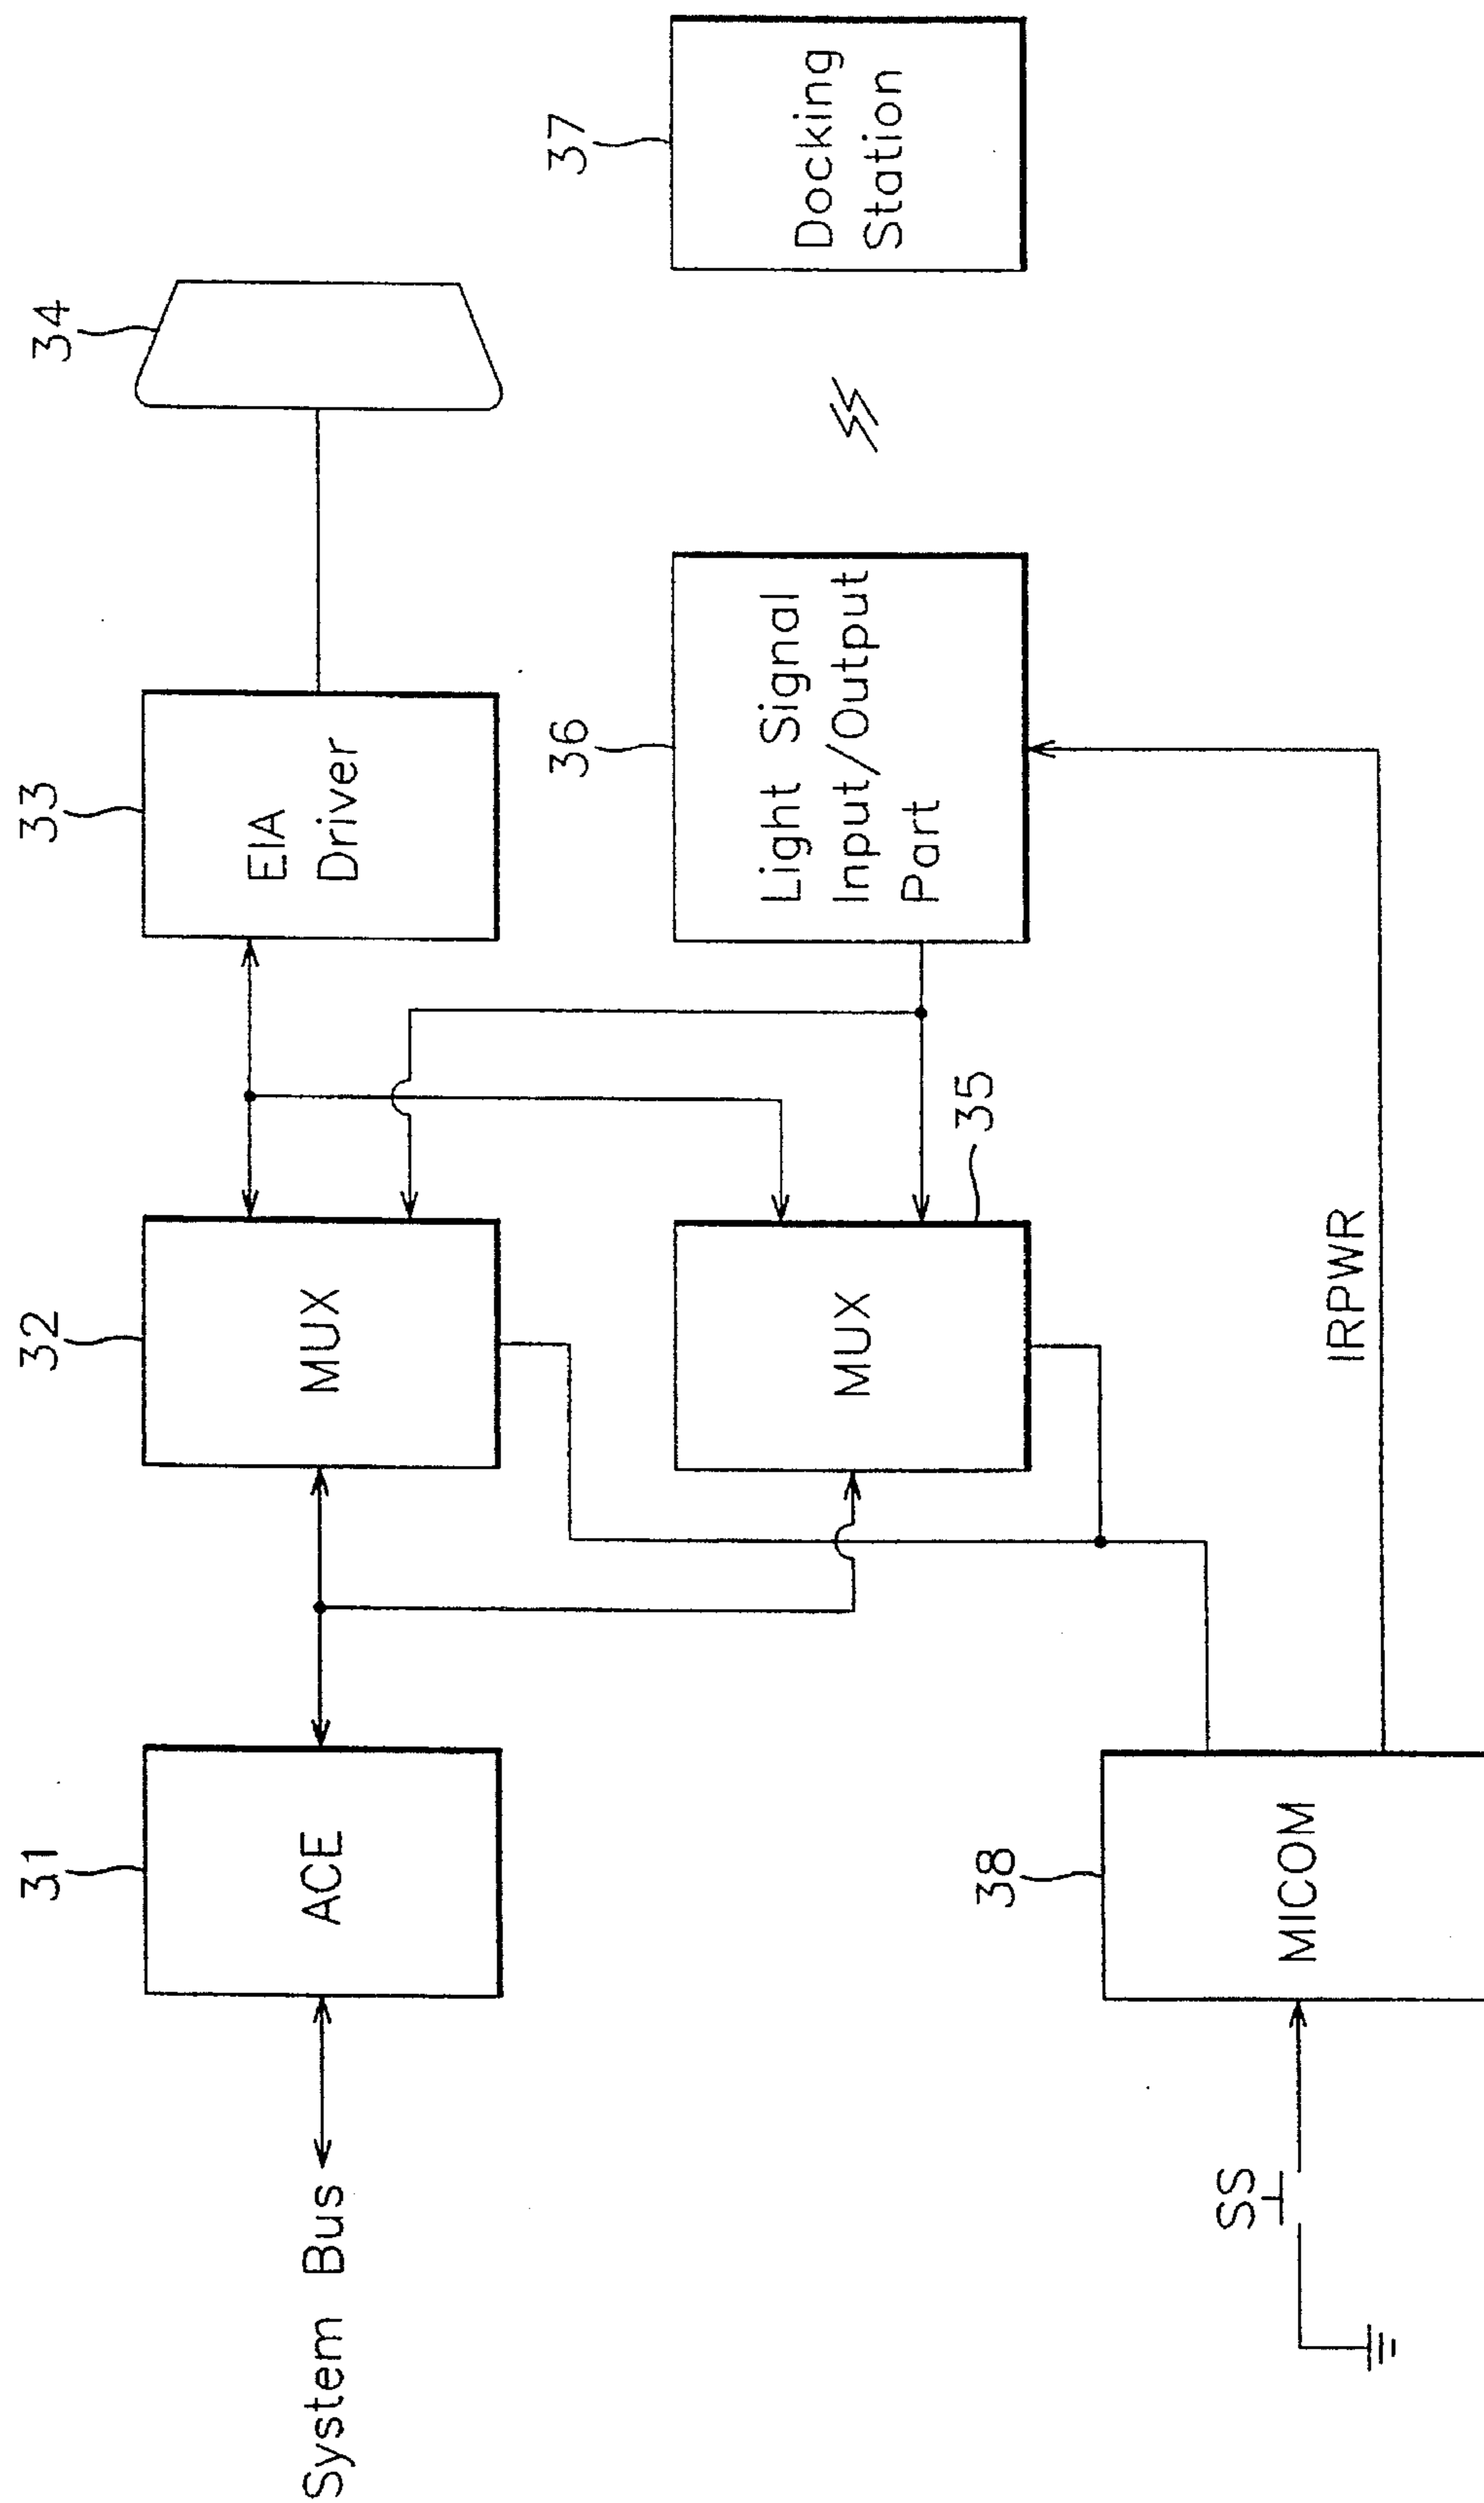 31
32
33
34
System Bus
ACE
MUX
EIA
Driver
35
36
37
MUX
Light Signal
Input/Output
Part
Docking
Station
38
SS
MICOM
IRPWR